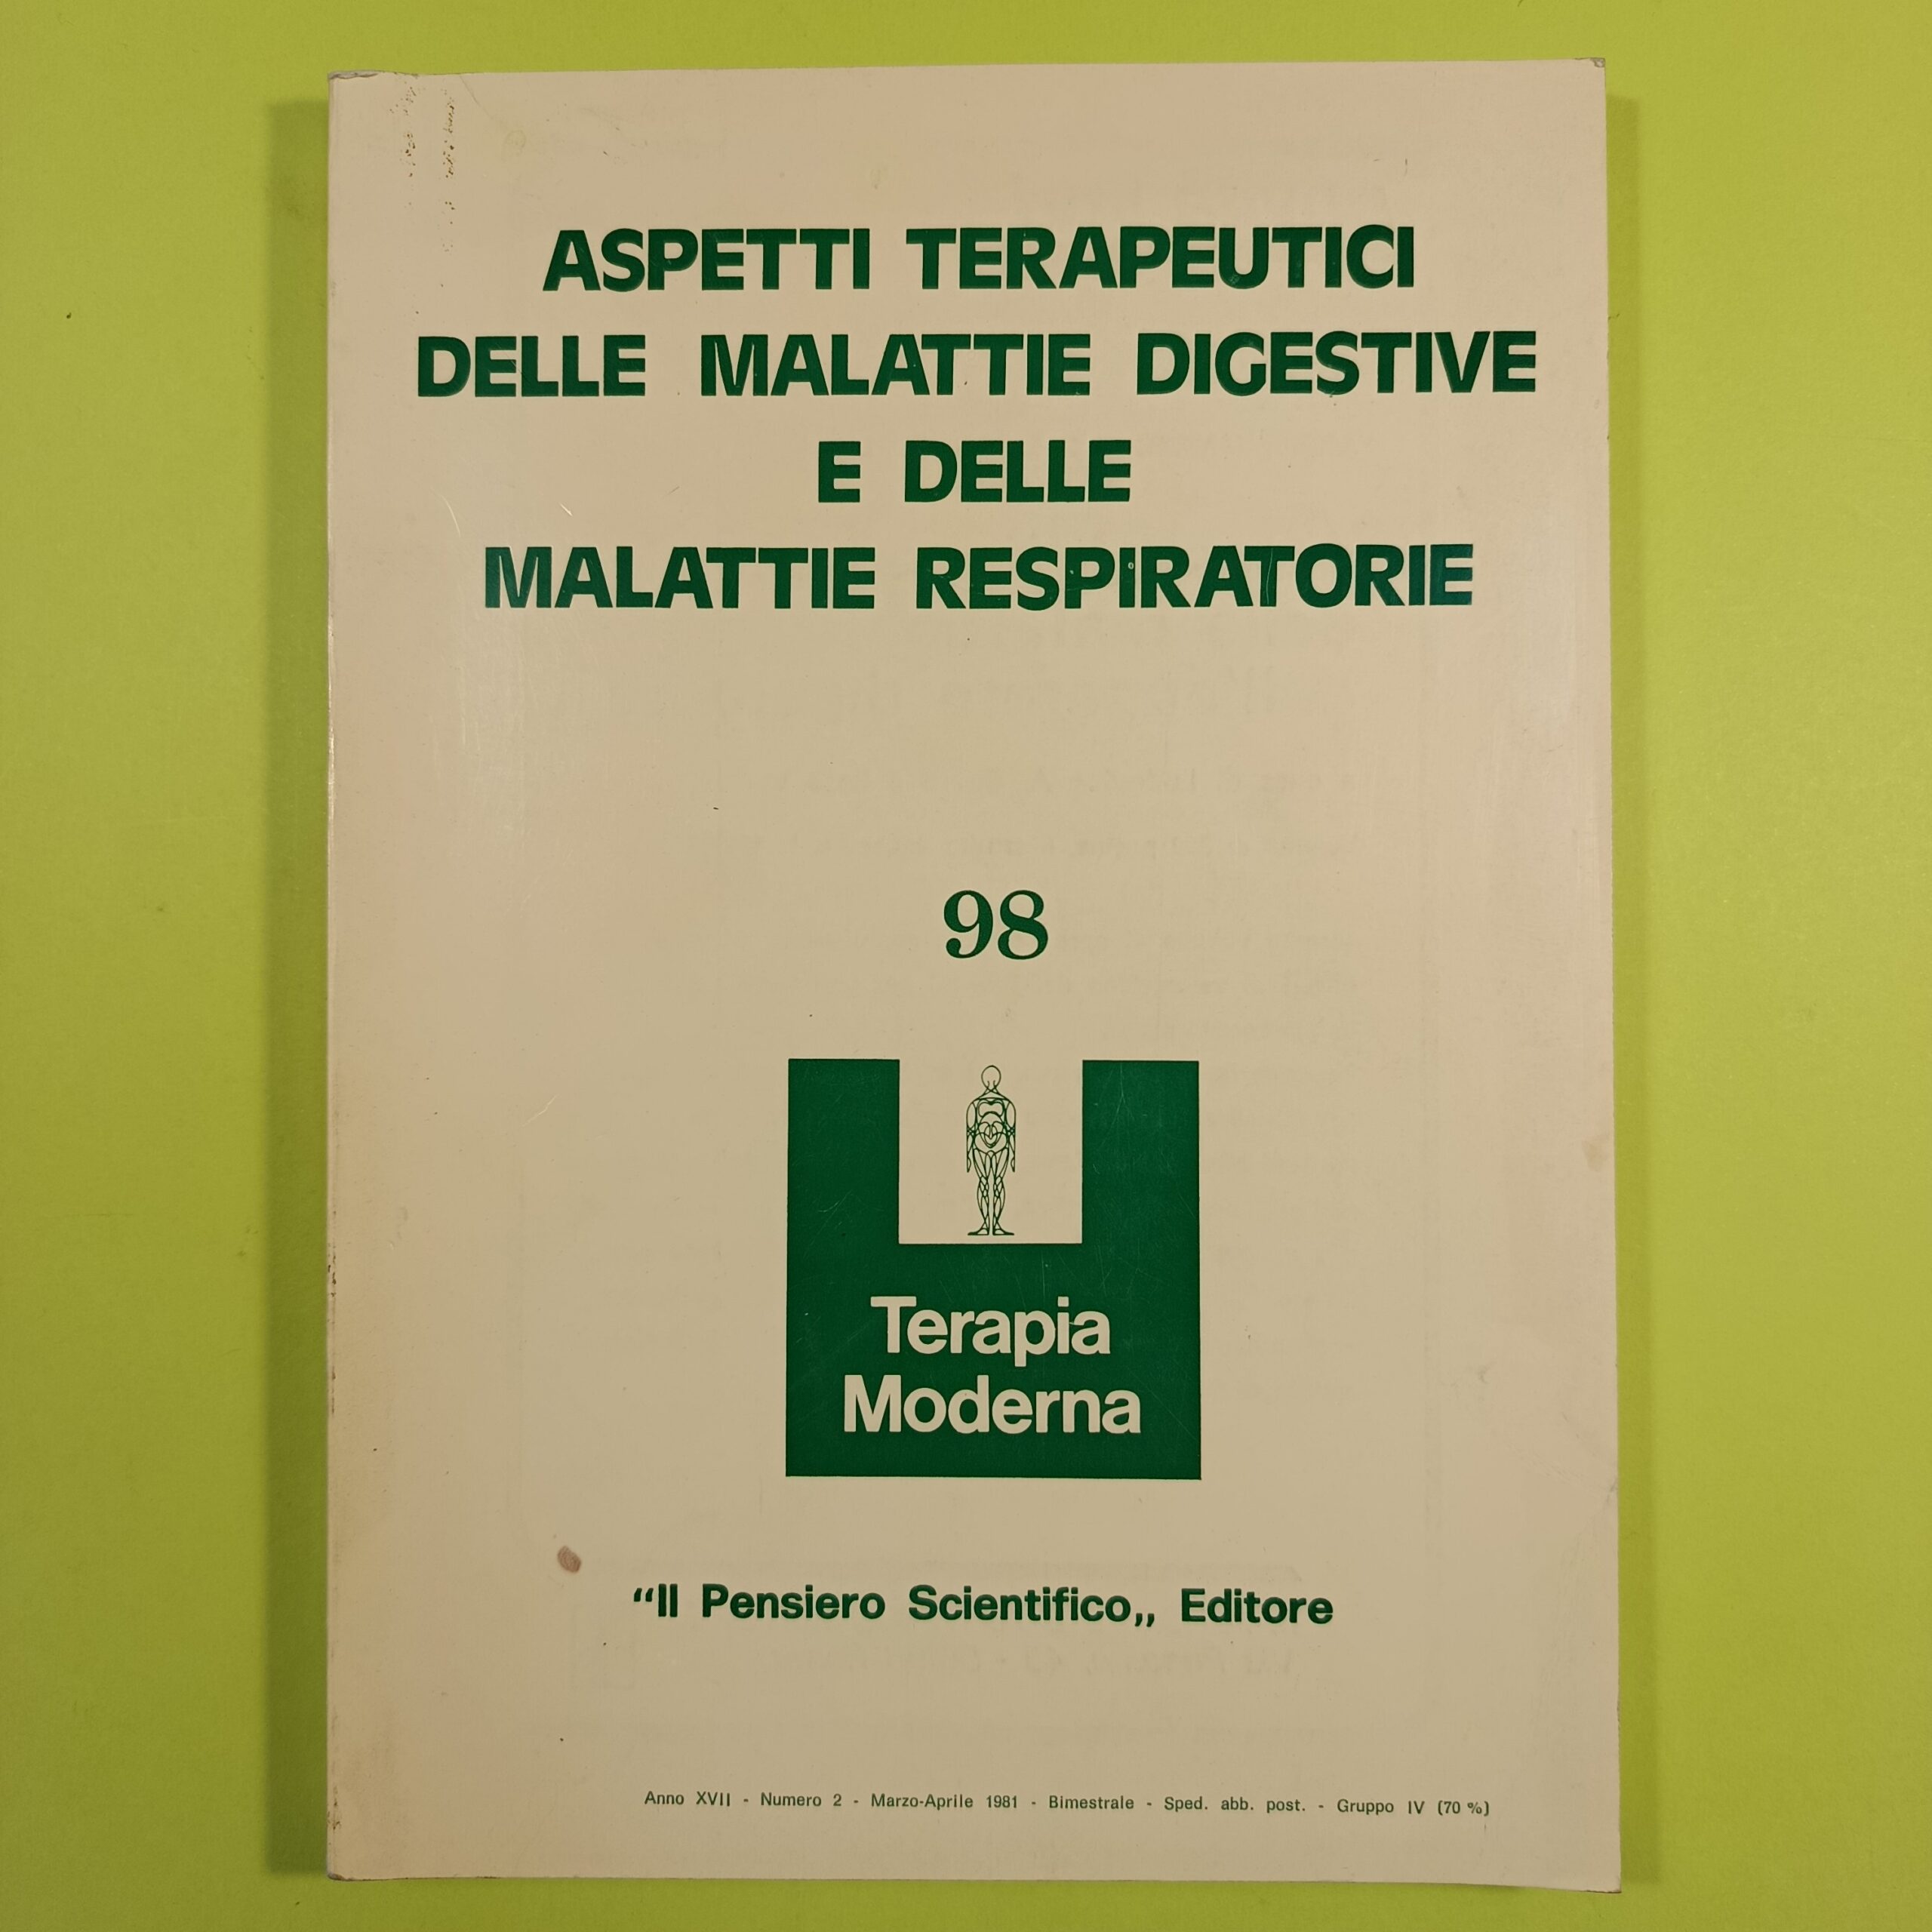 ASPETTI TERAPEUTICI
DELLE MALATTIE DIGESTIVE
E DELLE
MALATTIE RESPIRATORIE
98
Terapia
Moderna
“Il Pensiero Scientifico„ Editore
Anno XVII - Numero 2 - Marzo-Aprile 1981 - Bimestrale - Sped. abb. post. - Gruppo IV (70 %)